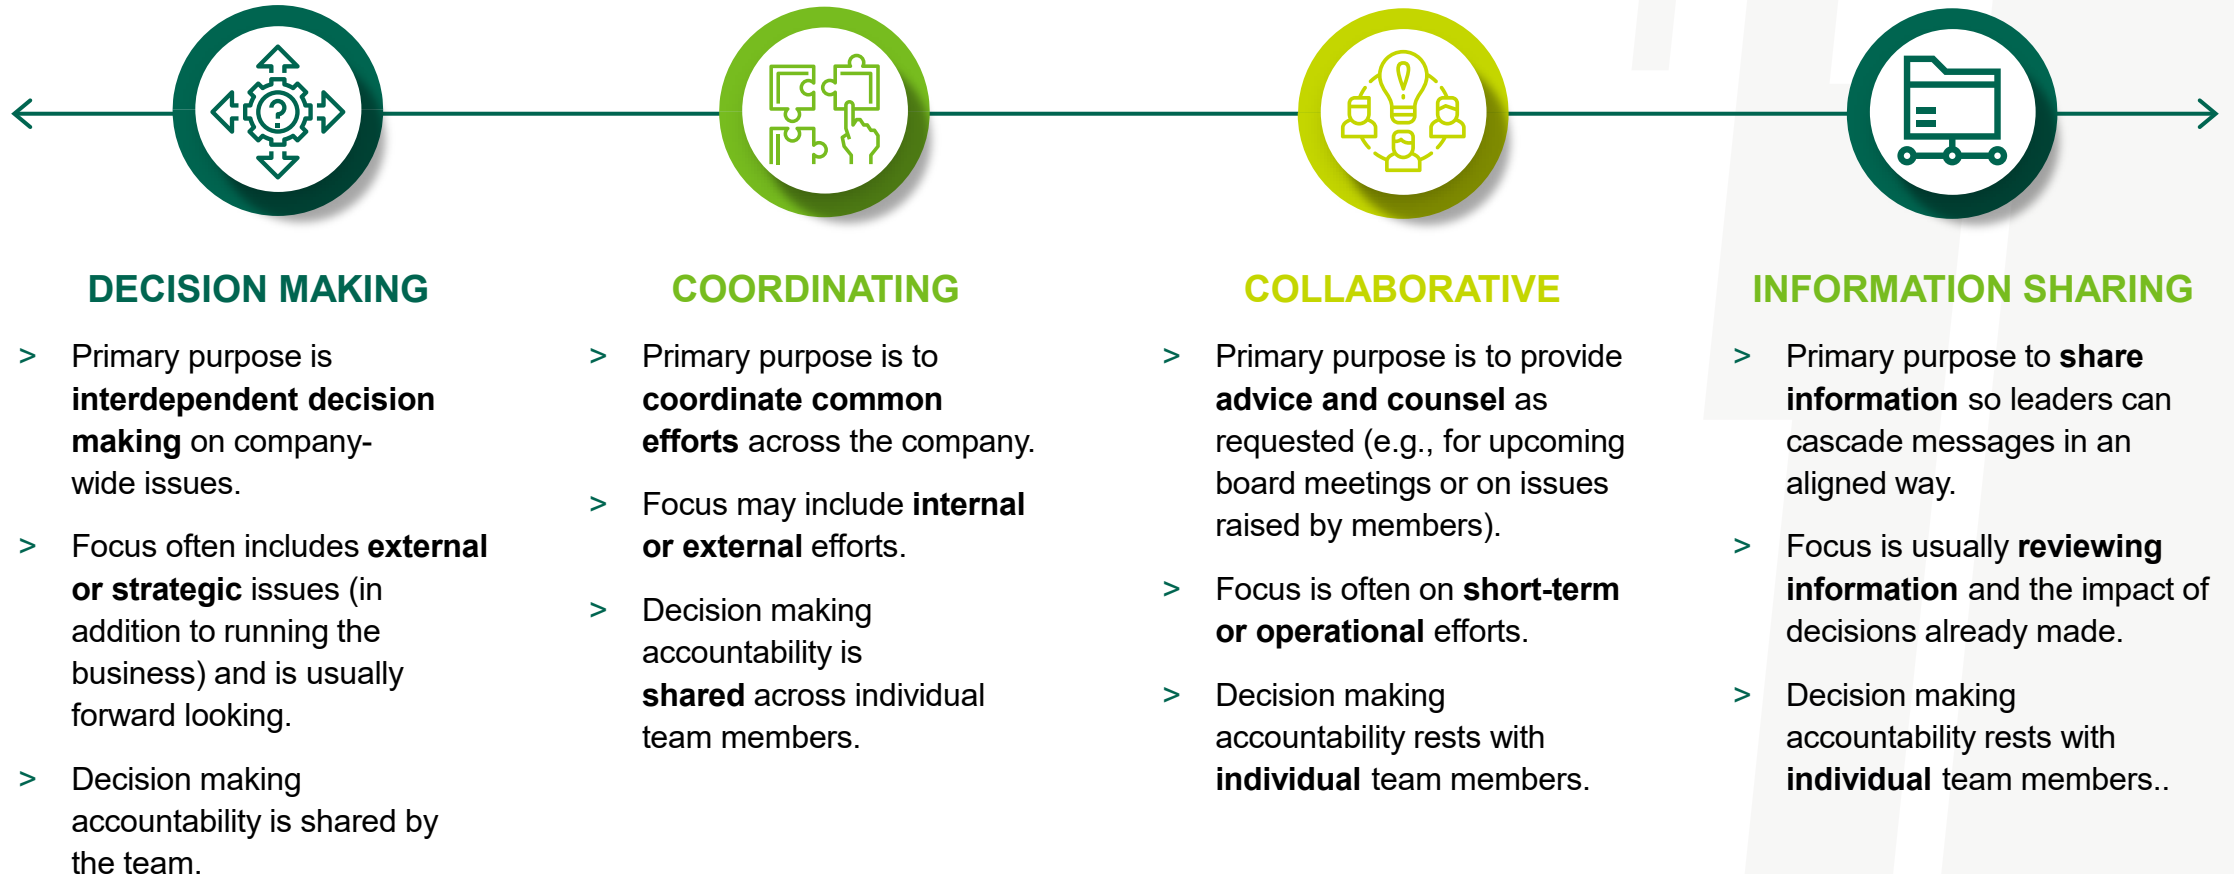 ?
DECISION MAKING
> Primary purpose is
interdependent decision
making on company-
wide issues.
> Focus often includes external
or strategic issues (in
addition to running the
business) and is usually
forward looking.
> Decision making
accountability is shared by
the team.
COORDINATING
> Primary purpose is to
coordinate common
efforts across the company.
> Focus may include internal
or external efforts.
> Decision making
accountability is
shared across individual
team members.
COLLABORATIVE
> Primary purpose is to provide
advice and counsel as
requested (e.g., for upcoming
board meetings or on issues
raised by members).
> Focus is often on short-term
or operational efforts.
> Decision making
accountability rests with
individual team members.
INFORMATION SHARING
> Primary purpose to share
information so leaders can
cascade messages in an
aligned way.
> Focus is usually reviewing
information and the impact of
decisions already made.
> Decision making
accountability rests with
individual team members..